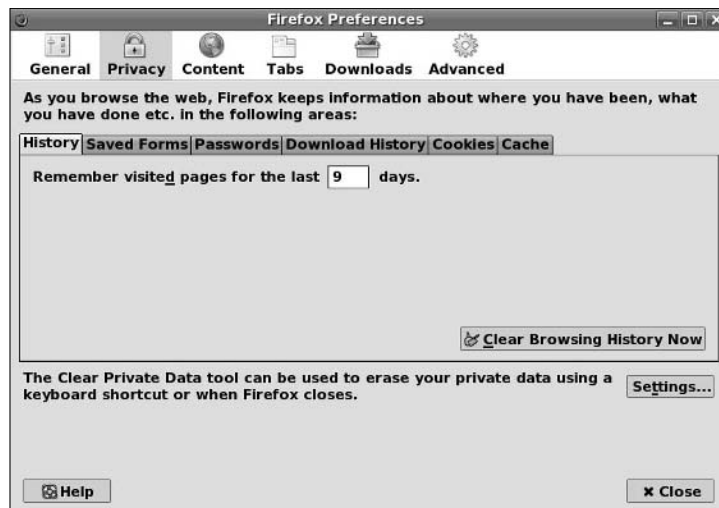 Firefox Preferences
General Privacy Content Tabs Downloads Advanced
As you browse the web, Firefox keeps information about where you have been, what
you have done etc. in the following areas:
History Saved Forms Passwords Download History Cookies Cache
Remember visited pages for the last 9 days.
Clear Browsing History Now
The Clear Private Data tool can be used to erase your private data using a
keyboard shortcut or when Firefox closes.
Settings...
Help
Close